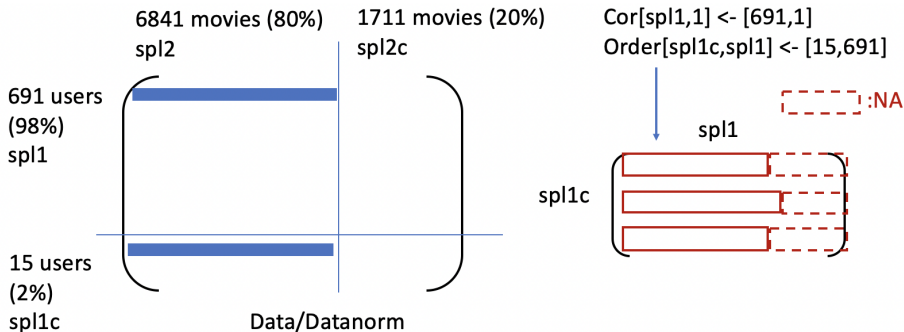 6841 movies (80%)
spl2
1711 movies (20%)
spl2c
691 users
(98%)
spl1
15 users
(2%)
spl1c
Data/Datanorm
Cor[spl1,1] <- [691,1]
Order[spl1c,spl1] <- [15,691]
:NA
spl1
spl1c